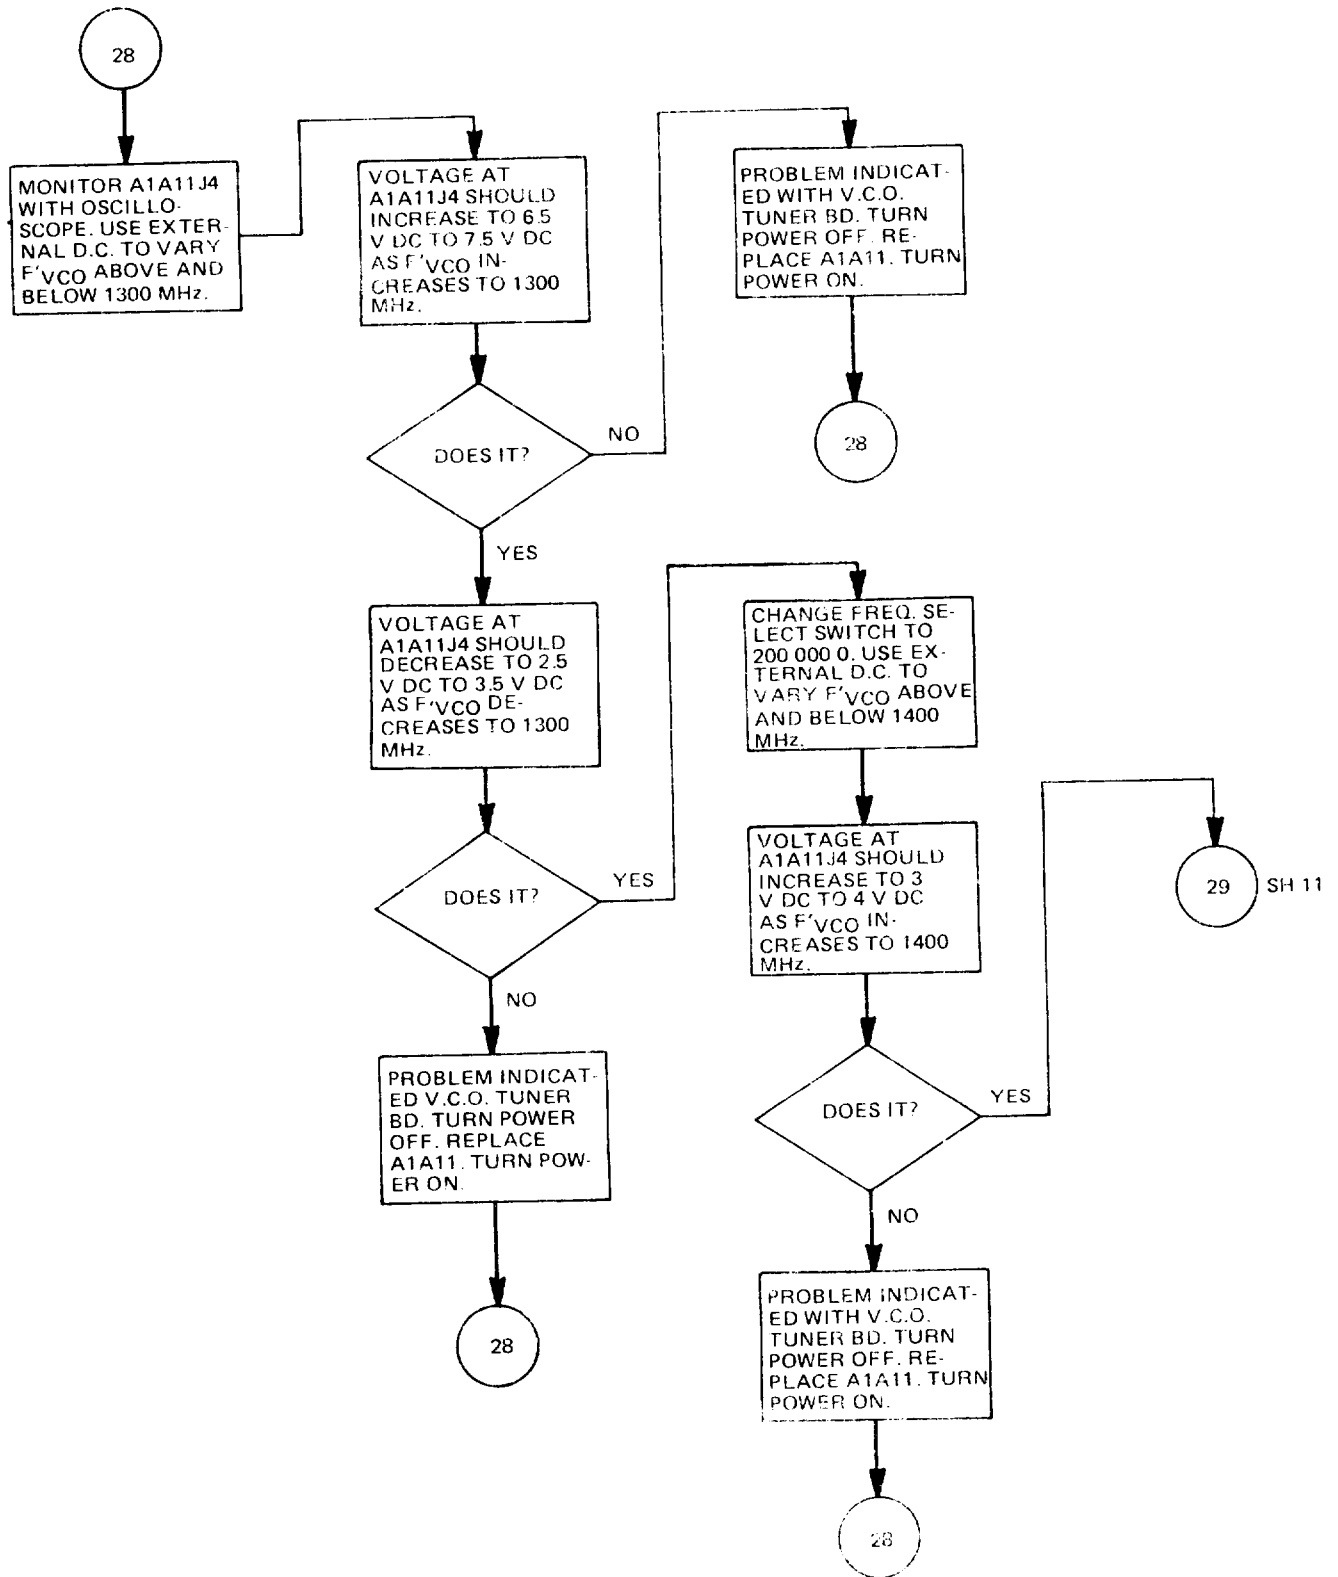 28
MONITOR A1A11J4
WITH OSCILLO-
SCOPE. USE EXTER-
NAL D.C. TO VARY
F'VCO ABOVE AND
BELOW 1300 MHz.
VOLTAGE AT
A1A11J4 SHOULD
INCREASE TO 6.5
V DC TO 7.5 V DC
AS F'VCO IN-
CREASES TO 1300
MHz.
PROBLEM INDICAT-
ED WITH V.C.O.
TUNER BD. TURN
POWER OFF. RE-
PLACE A1A11. TURN
POWER ON.
DOES IT?
NO
28
YES
VOLTAGE AT
A1A11J4 SHOULD
DECREASE TO 2.5
V DC TO 3.5 V DC
AS F'VCO DE-
CREASES TO 1300
MHz.
CHANGE FREQ. SE-
LECT SWITCH TO
200 000 0. USE EX-
TERNAL D.C. TO
VARY F'VCO ABOVE
AND BELOW 1400
MHz.
DOES IT?
YES
VOLTAGE AT
A1A11J4 SHOULD
INCREASE TO 3
V DC TO 4 V DC
AS F'VCO IN-
CREASES TO 1400
MHz.
29 SH 11
NO
PROBLEM INDICAT-
ED V.C.O. TUNER
BD. TURN POWER
OFF. REPLACE
A1A11. TURN POW-
ER ON.
DOES IT?
YES
NO
28
PROBLEM INDICAT-
ED WITH V.C.O.
TUNER BD. TURN
POWER OFF. RE-
PLACE A1A11. TURN
POWER ON.
28